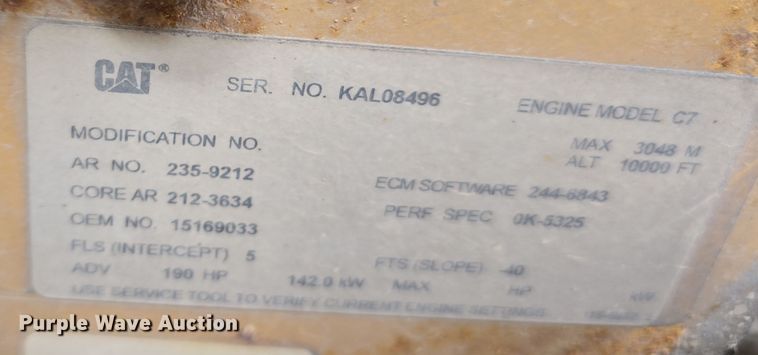 CAT® SER. NO. KAL08496 ENGINE MODEL C7
MODIFICATION NO. MAX 3048 M
ALT 10000 FT
AR NO. 235-9212
CORE AR 212-3634 ECM SOFTWARE 244-6843
OEM NO. 15169033 PERF SPEC 0K-5325
FLS (INTERCEPT) 5 FTS (SLOPE) -40
ADV 190 HP 142.0 kW MAX HP kW
USE SERVICE TOOL TO VERIFY CURRENT ENGINE SETTINGS
Purple Wave Auction